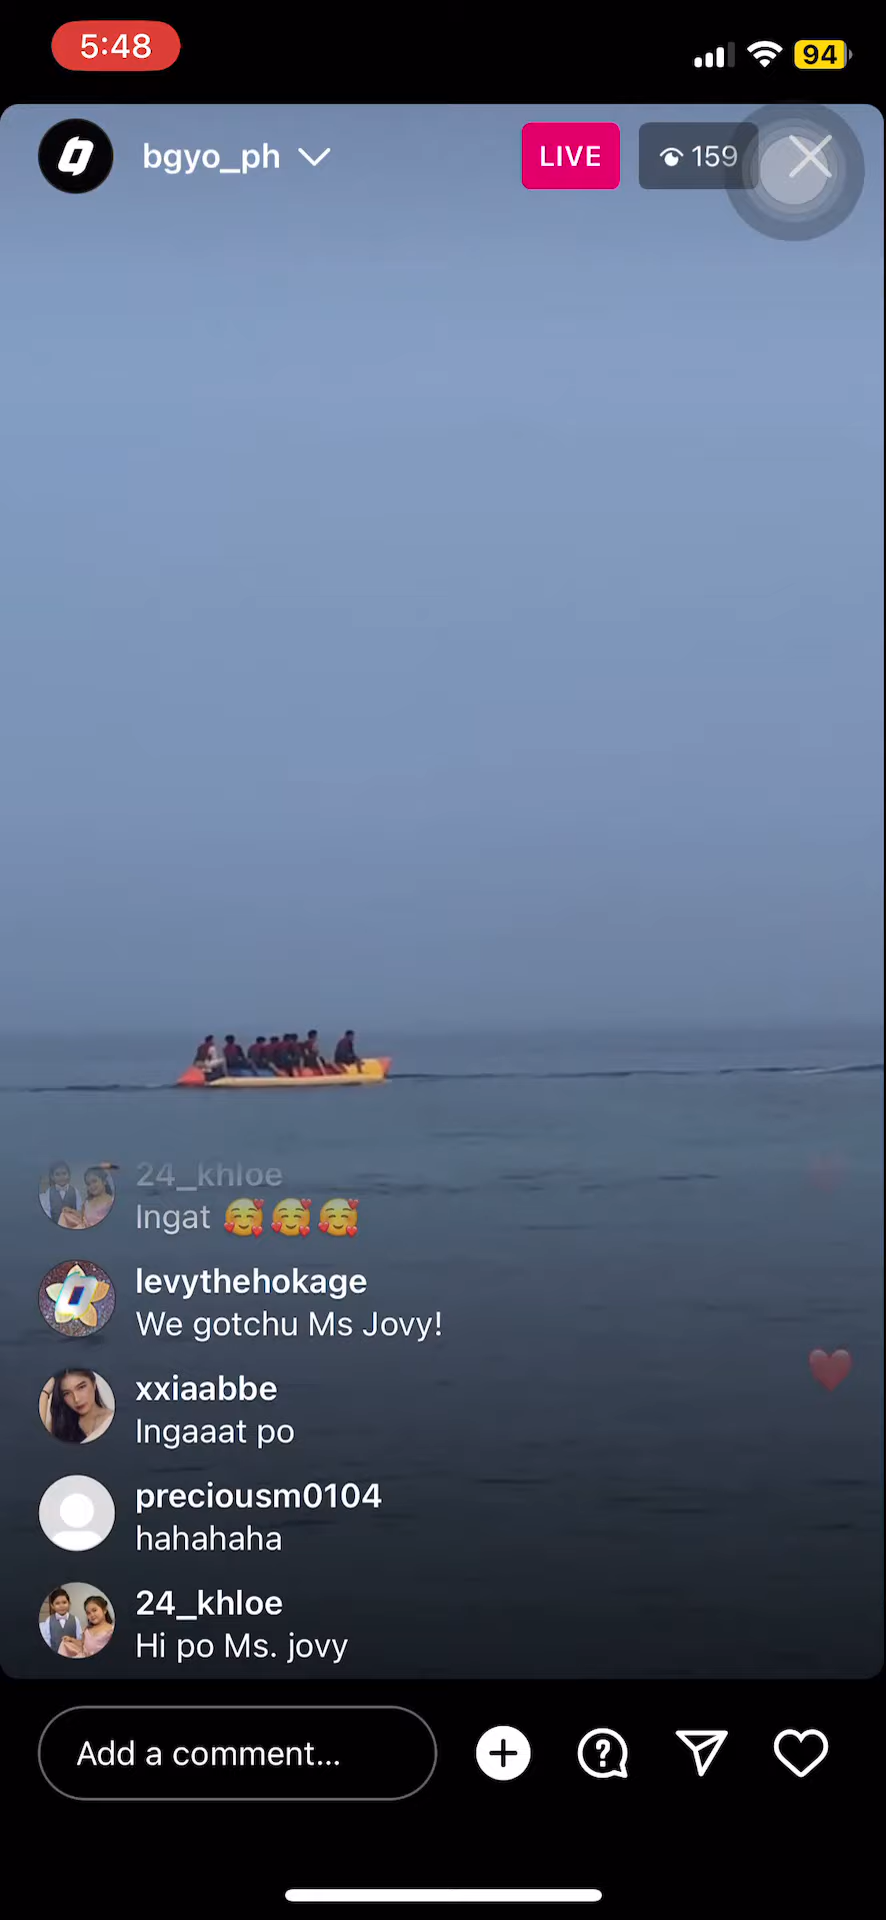 5:48
94
bgyo_ph
LIVE
159
24_khloe
Ingat 🥰🥰🥰
levythehokage
We gotchu Ms Jovy!
xxiaabbe
Ingaaat po
preciousm0104
hahahaha
24_khloe
Hi po Ms. jovy
Add a comment...